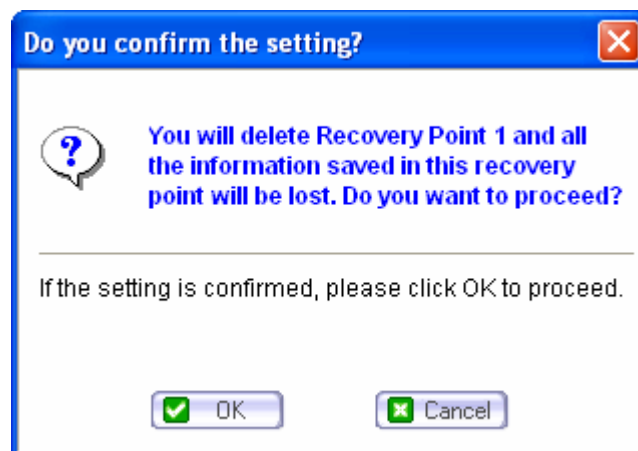 Do you confirm the setting?
You will delete Recovery Point 1 and all
the information saved in this recovery
point will be lost. Do you want to proceed?
If the setting is confirmed, please click OK to proceed.
OK
Cancel